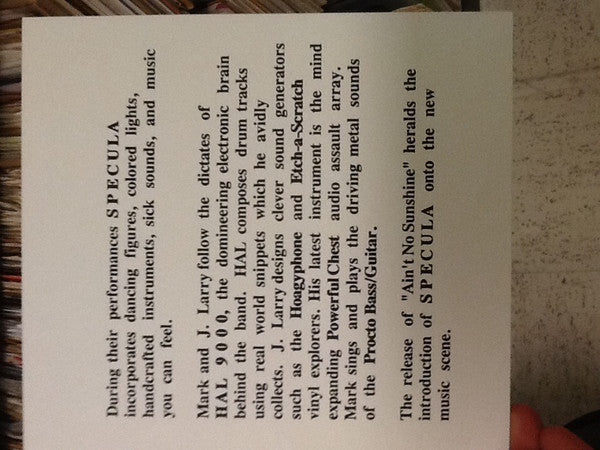 During their performances SPECULA
incorporates dancing figures, colored lights,
handcrafted instruments, sick sounds, and music
you can feel.
Mark and J. Larry follow the dictates of
HAL 9000, the domineering electronic brain
behind the band. HAL composes drum tracks
using real world snippets which he avidly
collects. J. Larry designs clever sound generators
such as the Hoagyphone and Etch-a-Scratch
vinyl explorers. His latest instrument is the mind
expanding Powerful Chest audio assault array.
Mark sings and plays the driving metal sounds
of the Procto Bass/Guitar.
The release of "Ain't No Sunshine" heralds the
introduction of SPECULA onto the new
music scene.